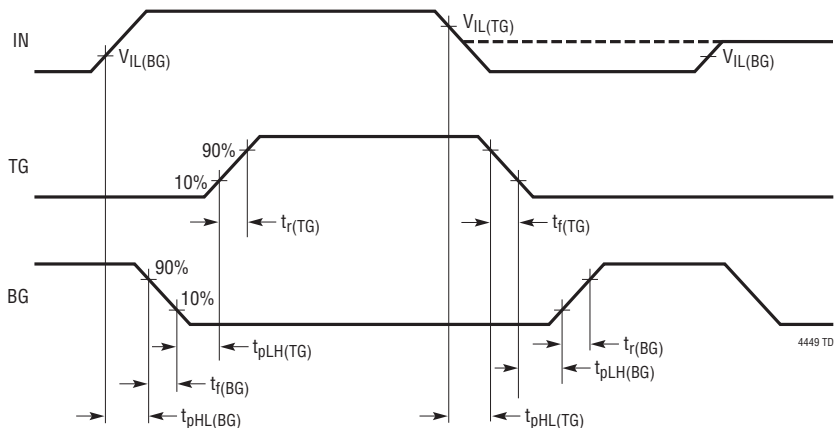 IN
V_IL(BG)
V_IL(TG)
V_IL(BG)
TG
90%
10%
t_r(TG)
t_f(TG)
BG
90%
10%
t_pLH(TG)
t_f(BG)
t_pHL(BG)
t_r(BG)
t_pLH(BG)
t_pHL(TG)
4449 TD